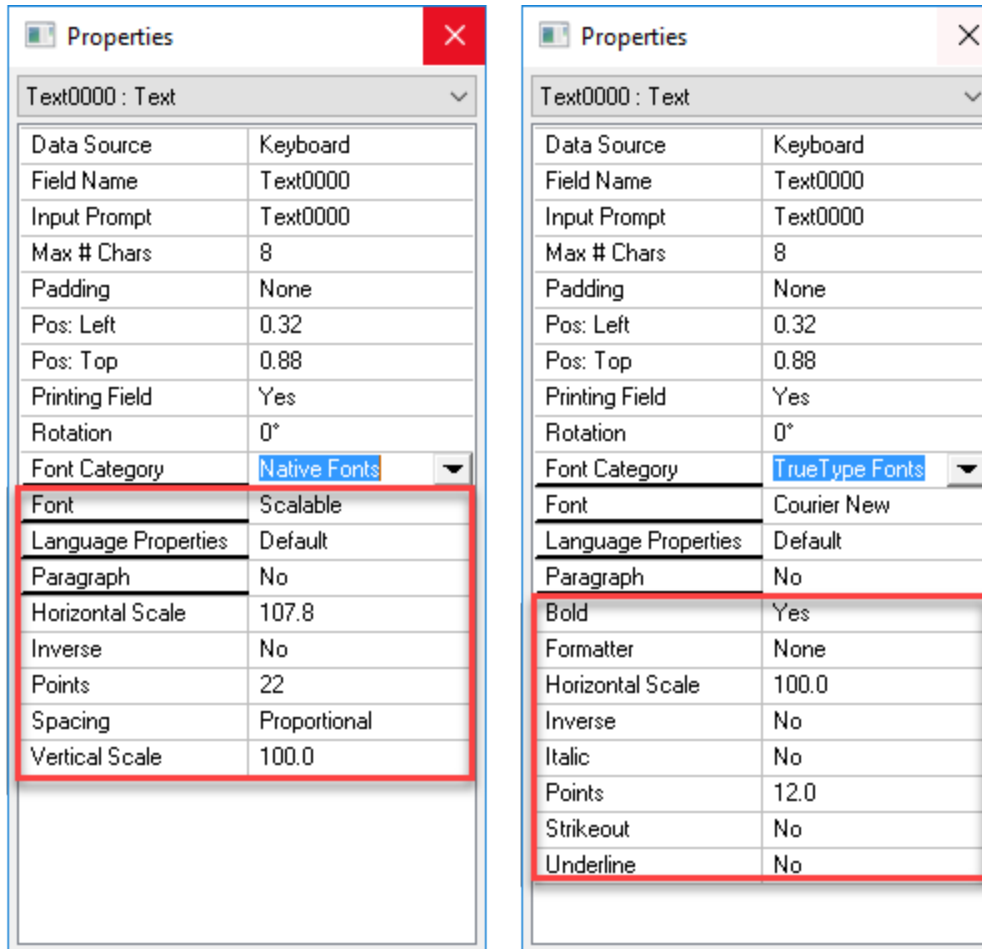 Properties
Text0000 : Text
Data Source Keyboard
Field Name Text0000
Input Prompt Text0000
Max # Chars 8
Padding None
Pos: Left 0.32
Pos: Top 0.88
Printing Field Yes
Rotation 0°
Font Category Native Fonts
Font Scalable
Language Properties Default
Paragraph No
Horizontal Scale 107.8
Inverse No
Points 22
Spacing Proportional
Vertical Scale 100.0
Properties
Text0000 : Text
Data Source Keyboard
Field Name Text0000
Input Prompt Text0000
Max # Chars 8
Padding None
Pos: Left 0.32
Pos: Top 0.88
Printing Field Yes
Rotation 0°
Font Category TrueType Fonts
Font Courier New
Language Properties Default
Paragraph No
Bold Yes
Formatter None
Horizontal Scale 100.0
Inverse No
Italic No
Points 12.0
Strikeout No
Underline No